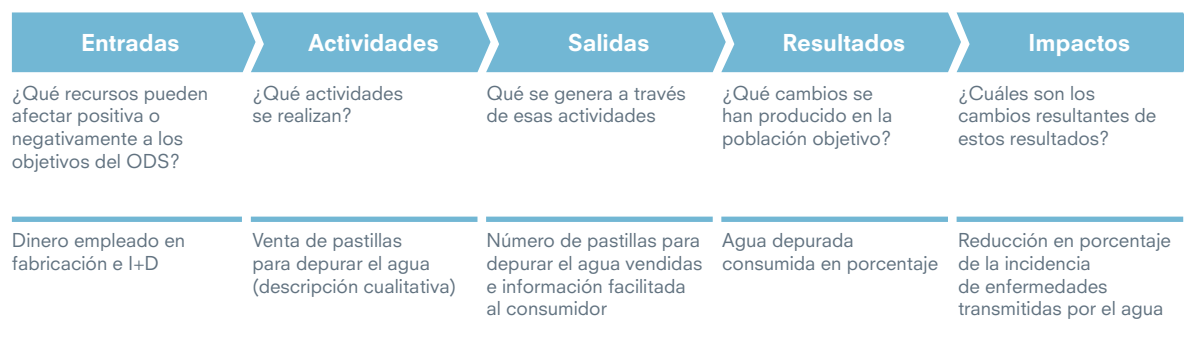 Entradas
Actividades
Salidas
Resultados
Impactos
¿Qué recursos pueden
afectar positiva o
negativamente a los
objetivos del ODS?
¿Qué actividades
se realizan?
Qué se genera a través
de esas actividades
¿Qué cambios se
han producido en la
población objetivo?
¿Cuáles son los
cambios resultantes de
estos resultados?
Dinero empleado en
fabricación e I+D
Venta de pastillas
para depurar el agua
(descripción cualitativa)
Número de pastillas para
depurar el agua vendidas
e información facilitada
al consumidor
Agua depurada
consumida en porcentaje
Reducción en porcentaje
de la incidencia
de enfermedades
transmitidas por el agua